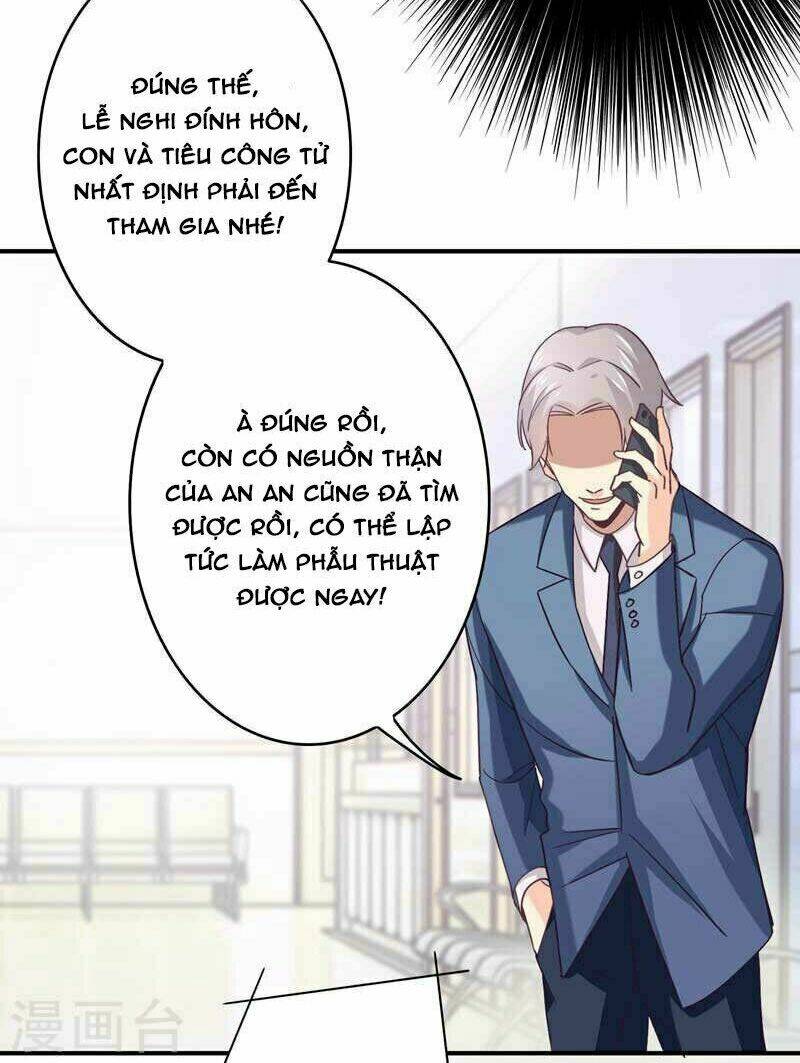 ĐÚNG THẾ,
LỄ NGHI ĐÍNH HÔN,
CON VÀ TIÊU CÔNG TỬ
NHẤT ĐỊNH PHẢI ĐẾN
THAM GIA NHÉ!
À ĐÚNG RỒI,
CÒN CÓ NGUỒN THẬN
CỦA AN AN CŨNG ĐÃ TÌM
ĐƯỢC RỒI, CÓ THỂ LẬP
TỨC LÀM PHẪU THUẬT
ĐƯỢC NGAY!
漫画台